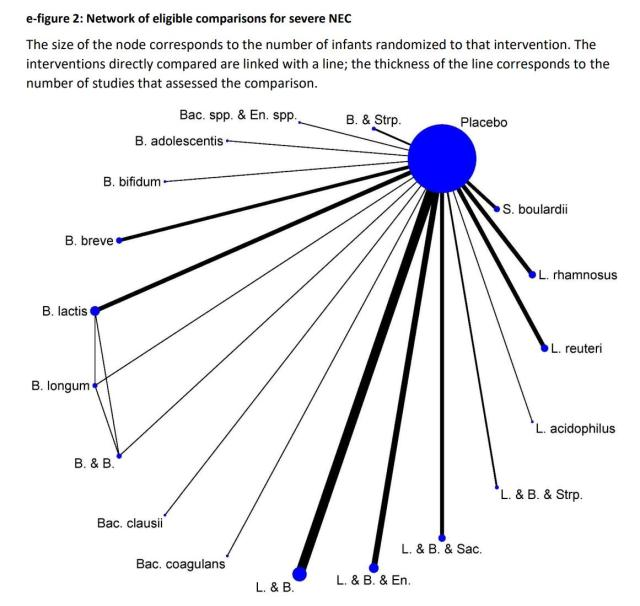 e-figure 2: Network of eligible comparisons for severe NEC
The size of the node corresponds to the number of infants randomized to that intervention. The
interventions directly compared are linked with a line; the thickness of the line corresponds to the
number of studies that assessed the comparison.
Bac. spp. & En. spp.
B. & Strp.
Placebo
B. adolescentis
B. bifidum
S. boulardii
B. breve
L. rhamnosus
B. lactis
L. reuteri
B. longum
L. acidophilus
B. & B.
L. & B. & Strp.
Bac. clausii
L. & B. & Sac.
Bac. coagulans
L. & B. & En.
L. & B.